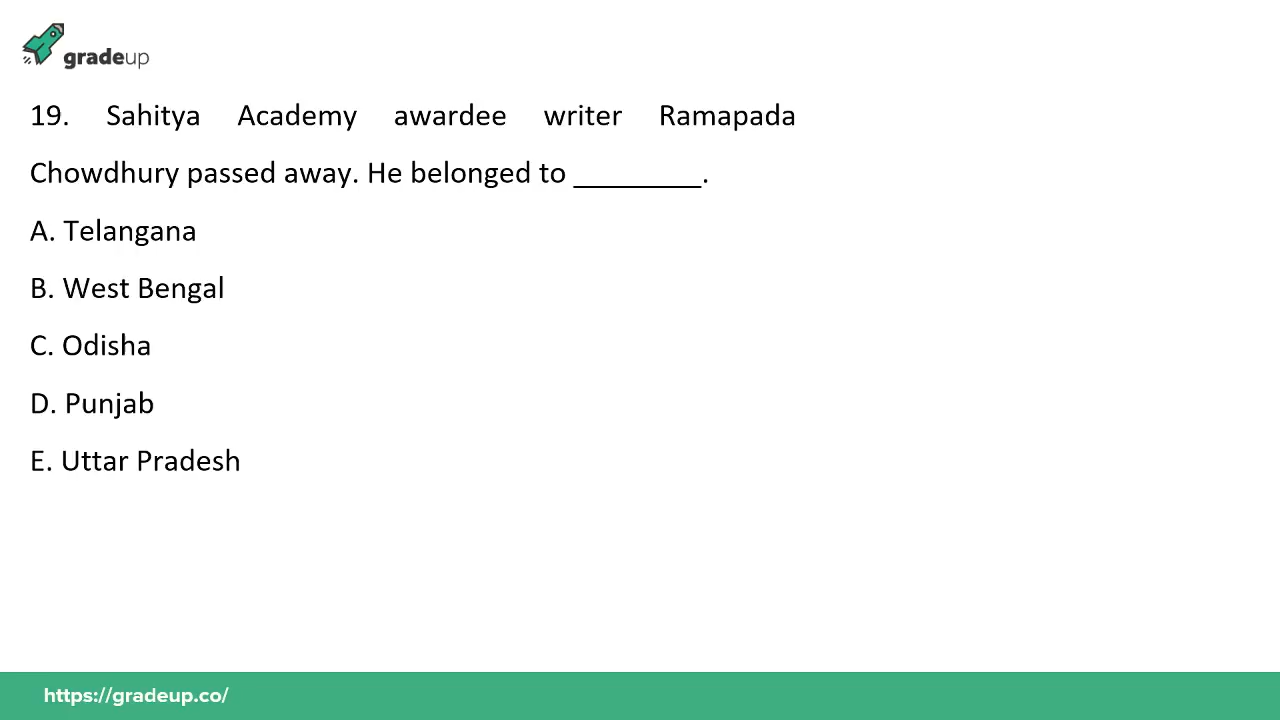 gradeup
19. Sahitya Academy awardee writer Ramapada
Chowdhury passed away. He belonged to ________.
A. Telangana
B. West Bengal
C. Odisha
D. Punjab
E. Uttar Pradesh
https://gradeup.co/